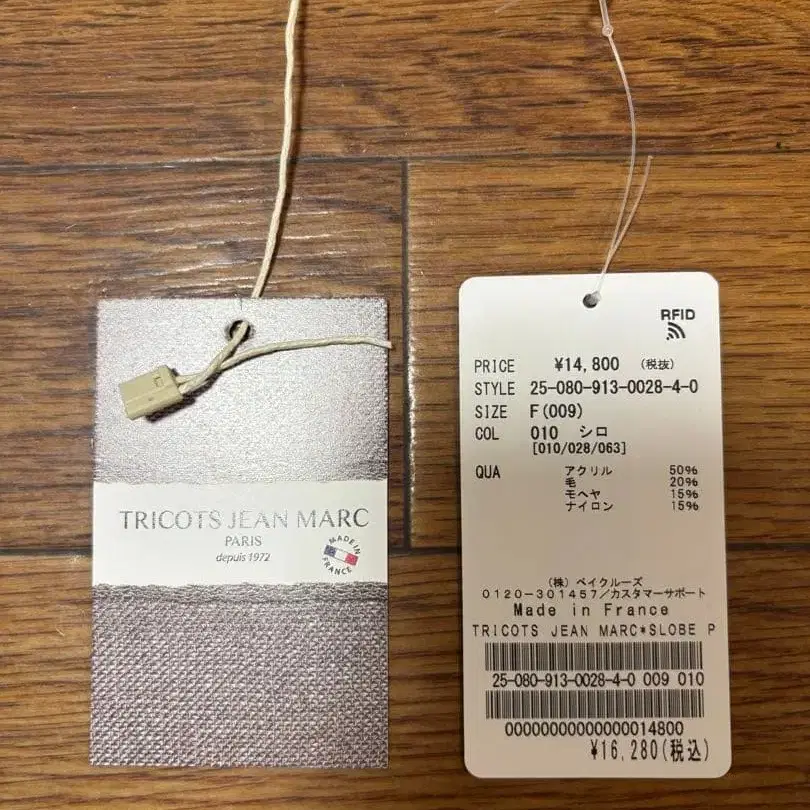 TRICOTS JEAN MARC
PARIS
depuis 1972
MADE IN
FRANCE
RFID
PRICE ¥14,800 (税抜)
STYLE 25-080-913-0028-4-0
SIZE F(009)
COL 010 シロ
[010/028/063]
QUA アクリル 50%
毛 20%
モヘヤ 15%
ナイロン 15%
(株) ベイクルーズ
0120-301457/カスタマーサポート
Made in France
TRICOTS JEAN MARC*SLOBE P
25-080-913-0028-4-0 009 010
00000000000000014800
¥16,280(税込)